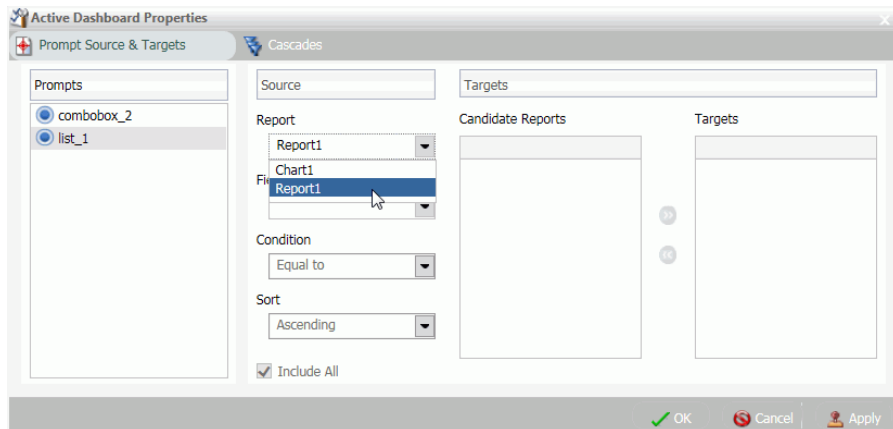 Active Dashboard Properties
Prompt Source & Targets
Cascades
Prompts
combobox_2
list_1
Source
Report
Report1
Chart1
Report1
Condition
Equal to
Sort
Ascending
Include All
Targets
Candidate Reports
Targets
OK
Cancel
Apply